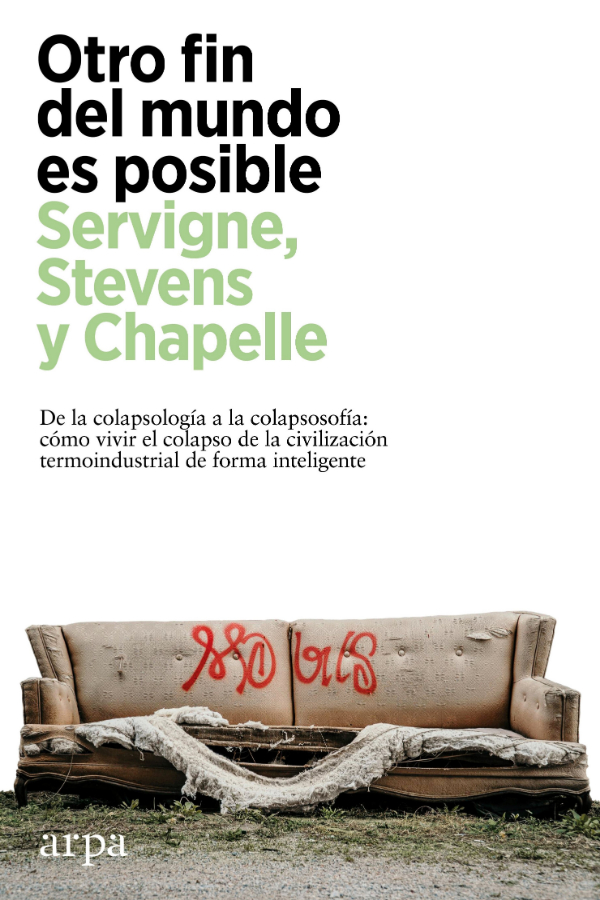 Otro fin
del mundo
es posible
Servigne,
Stevens
y Chapelle
De la colapsología a la colapsosofía:
cómo vivir el colapso de la civilización
termoindustrial de forma inteligente
arpa